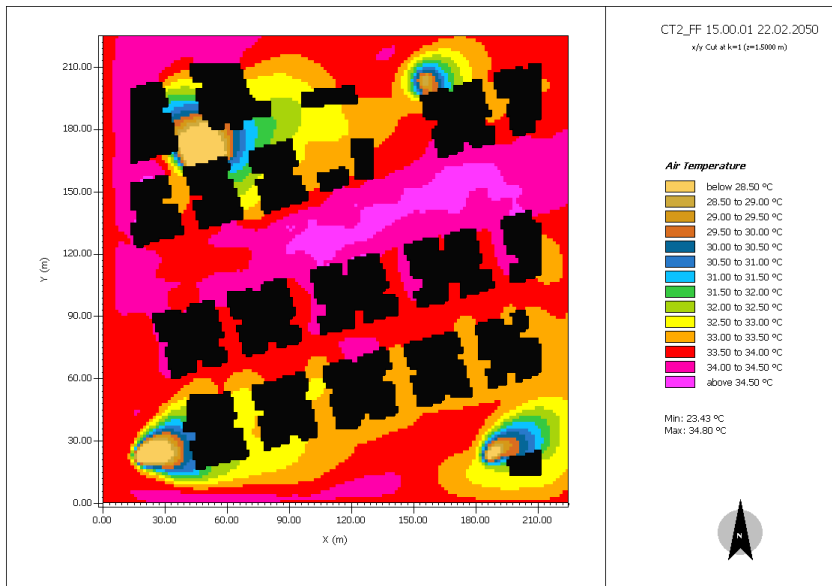 CT2_FF 15.00.01 22.02.2050
x/y Cut at k=1 (z=1.5000 m)
210.00
180.00
150.00
120.00
90.00
60.00
30.00
0.00
Y (m)
0.00 30.00 60.00 90.00 120.00 150.00 180.00 210.00
X (m)
Air Temperature
below 28.50 °C
28.50 to 29.00 °C
29.00 to 29.50 °C
29.50 to 30.00 °C
30.00 to 30.50 °C
30.50 to 31.00 °C
31.00 to 31.50 °C
31.50 to 32.00 °C
32.00 to 32.50 °C
32.50 to 33.00 °C
33.00 to 33.50 °C
33.50 to 34.00 °C
34.00 to 34.50 °C
above 34.50 °C
Min: 23.43 °C
Max: 34.80 °C
N